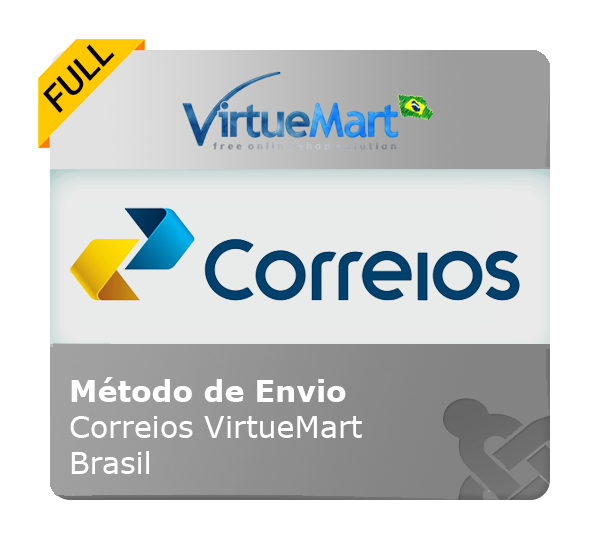 FULL
VirtueMart
free online shop solution
Correios
Método de Envio
Correios VirtueMart
Brasil